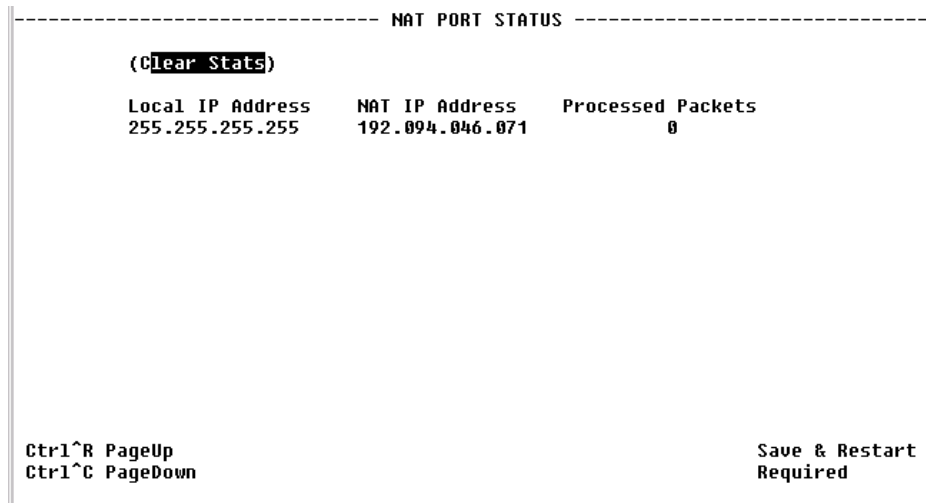 ------------------------------- NAT PORT STATUS -------------------------------
(Clear Stats)
Local IP Address NAT IP Address Processed Packets
255.255.255.255 192.094.046.071 0
Ctrl^R PageUp Save & Restart
Ctrl^C PageDown Required